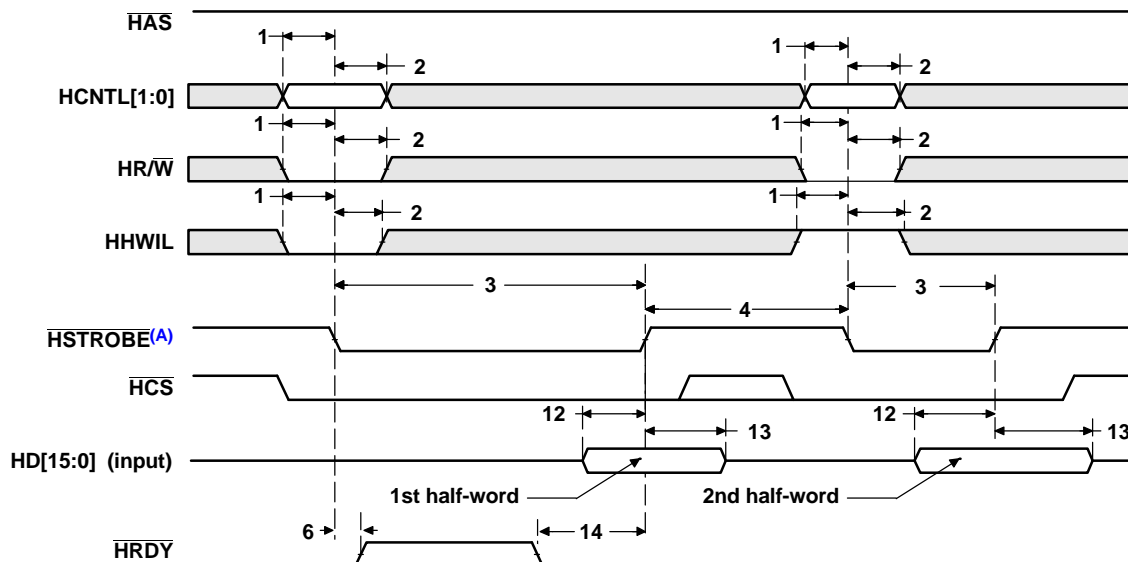 HAS
1
1
2
2
HCNTL[1:0]
1
1
2
2
HR/W
1
1
2
2
HHWIL
3
3
4
HSTROBE(A)
HCS
12
12
13
13
HD[15:0] (input)
1st half-word
2nd half-word
6
14
HRDY